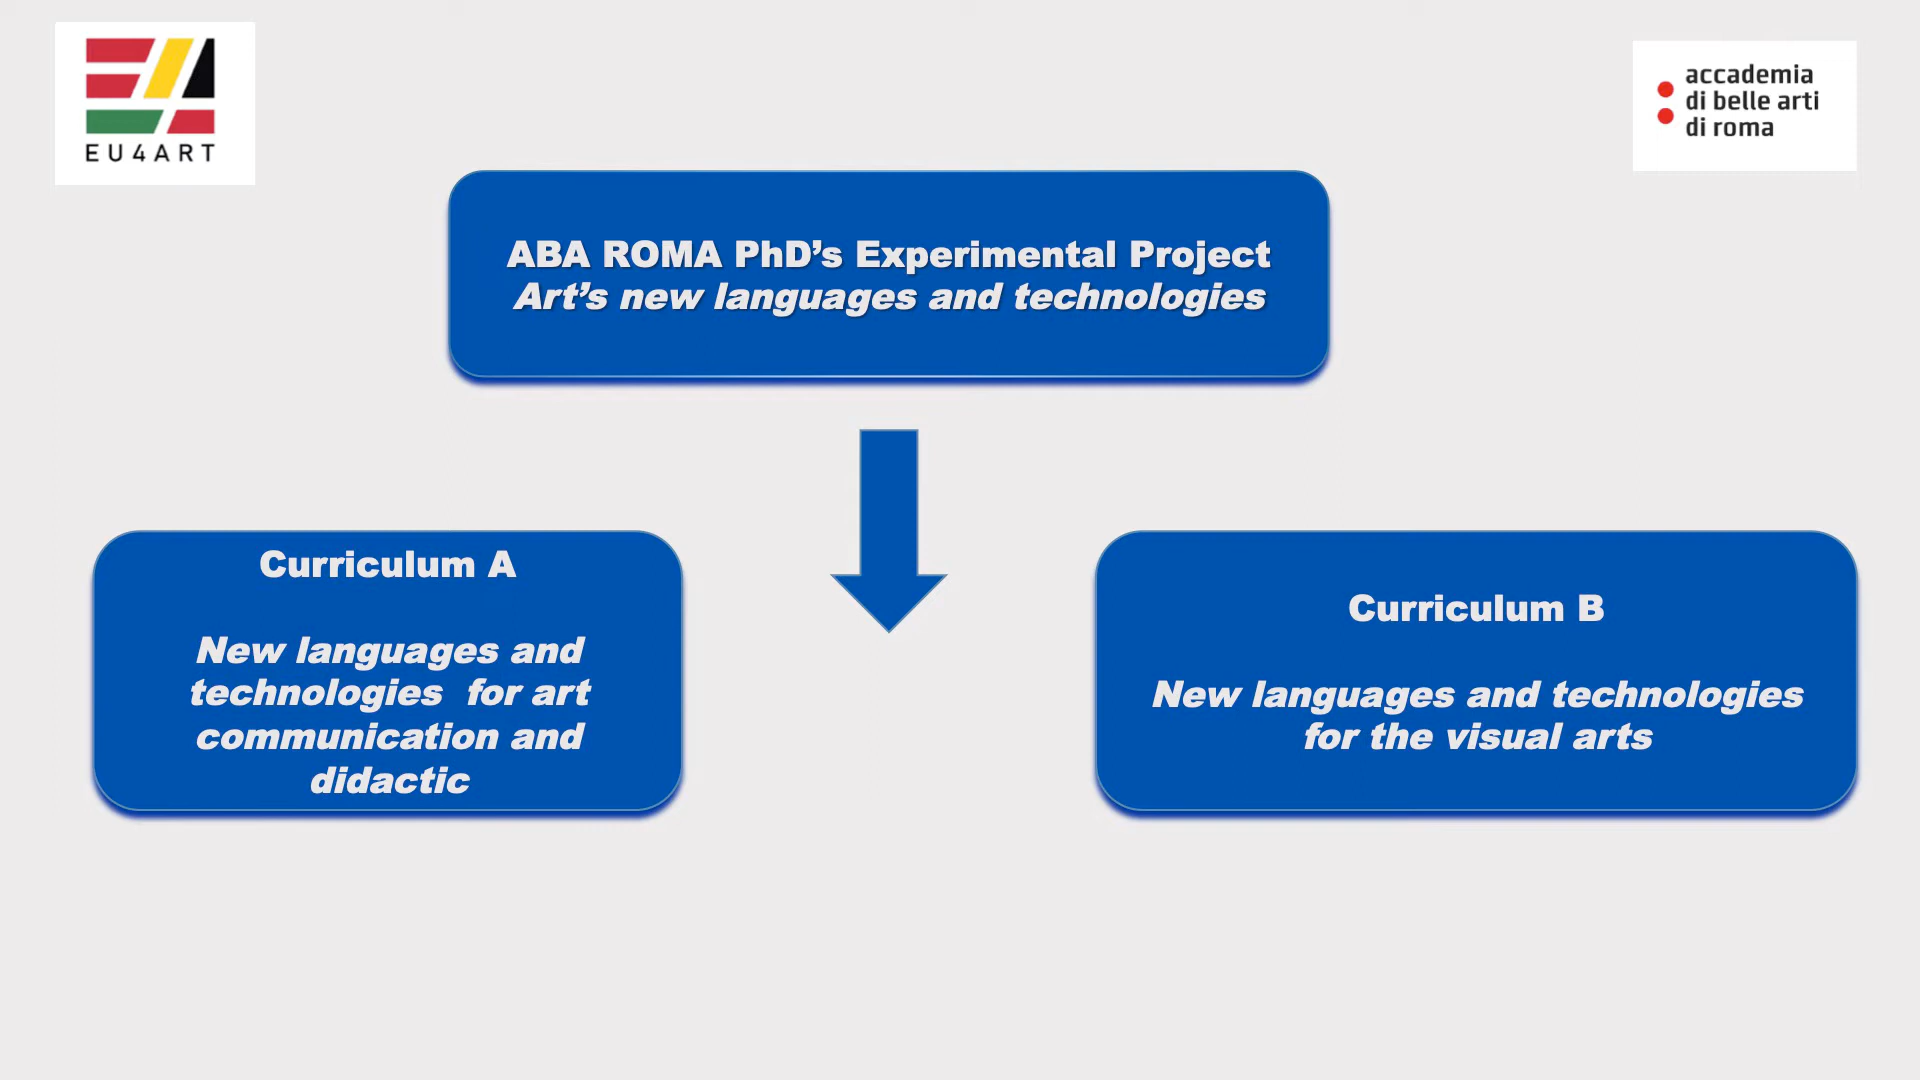 EU4ART
accademia
di belle arti
di roma
ABA ROMA PhD’s Experimental Project
Art’s new languages and technologies
Curriculum A
New languages and
technologies  for art
communication and
didactic
Curriculum B
New languages and technologies
for the visual arts